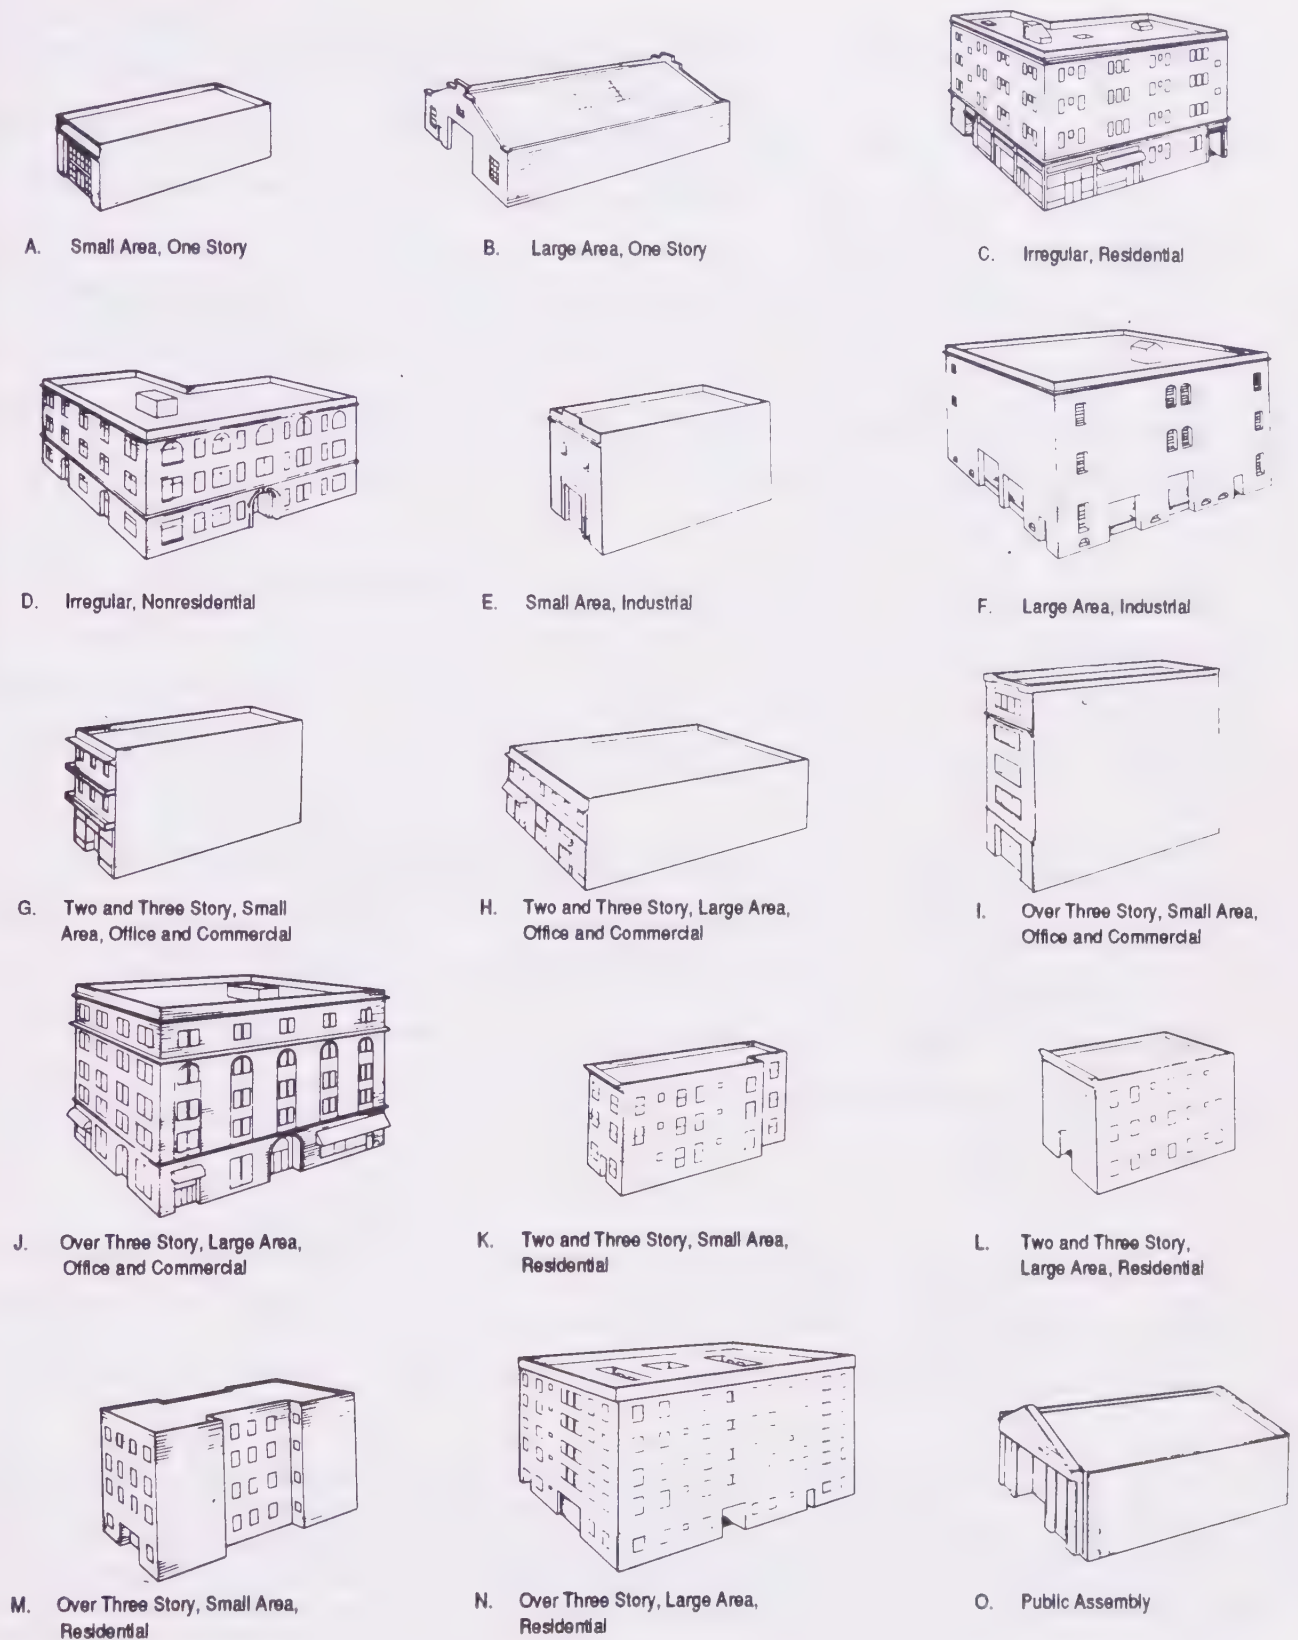 A. Small Area, One Story
B. Large Area, One Story
C. Irregular, Residential
D. Irregular, Nonresidential
E. Small Area, Industrial
F. Large Area, Industrial
G. Two and Three Story, Small
Area, Office and Commercial
H. Two and Three Story, Large Area,
Office and Commercial
I. Over Three Story, Small Area,
Office and Commercial
J. Over Three Story, Large Area,
Office and Commercial
K. Two and Three Story, Small Area,
Residential
L. Two and Three Story,
Large Area, Residential
M. Over Three Story, Small Area,
Residential
N. Over Three Story, Large Area,
Residential
O. Public Assembly